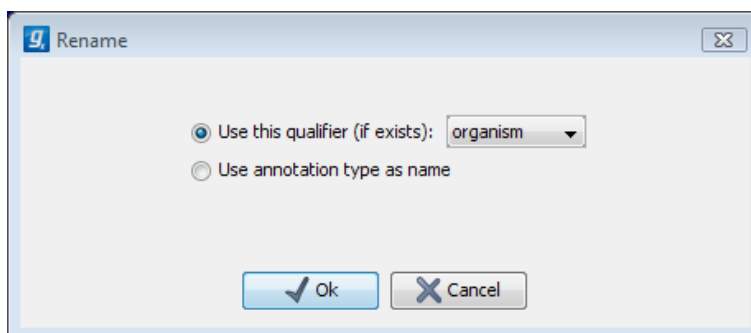 Rename
Use this qualifier (if exists): organism
Use annotation type as name
Ok Cancel